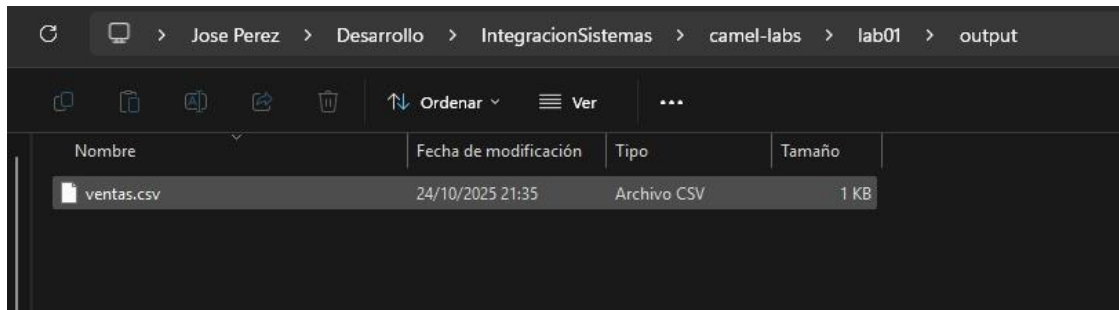 Jose Perez > Desarrollo > IntegracionSistemas > camel-labs > lab01 > output
Ordenar Ver
Nombre Fecha de modificación Tipo Tamaño
ventas.csv 24/10/2025 21:35 Archivo CSV 1 KB